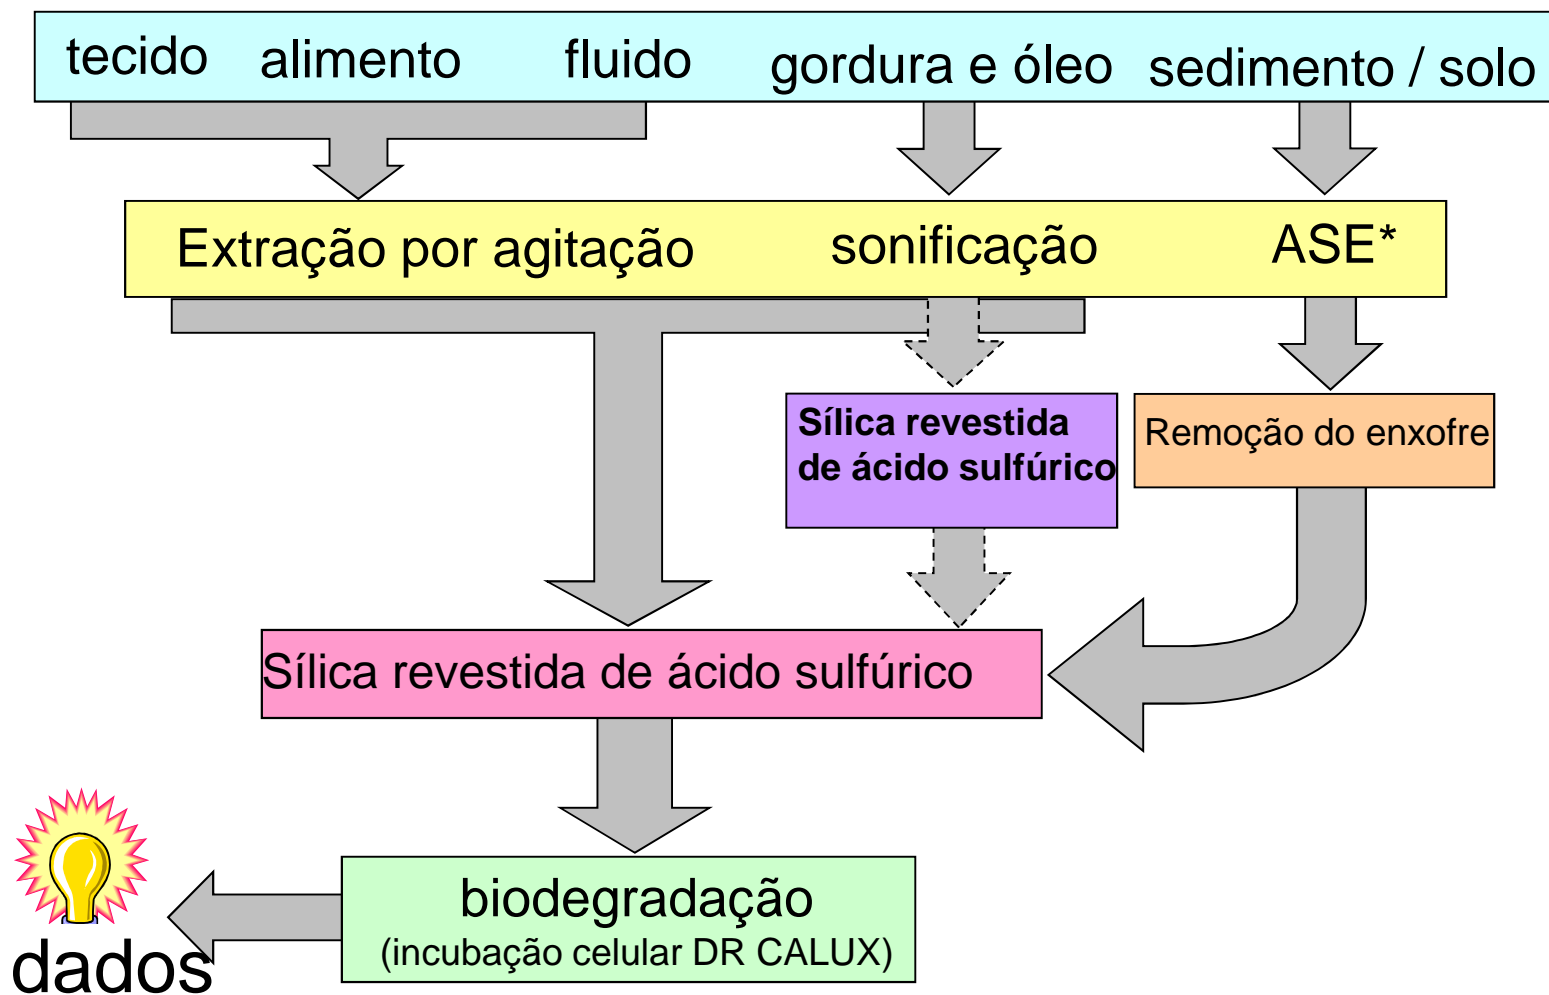 tecido alimento fluido gordura e óleo sedimento / solo
Extração por agitação sonificação ASE*
Sílica revestida
de ácido sulfúrico
Remoção do enxofre
Sílica revestida de ácido sulfúrico
biodegradação
(incubação celular DR CALUX)
dados